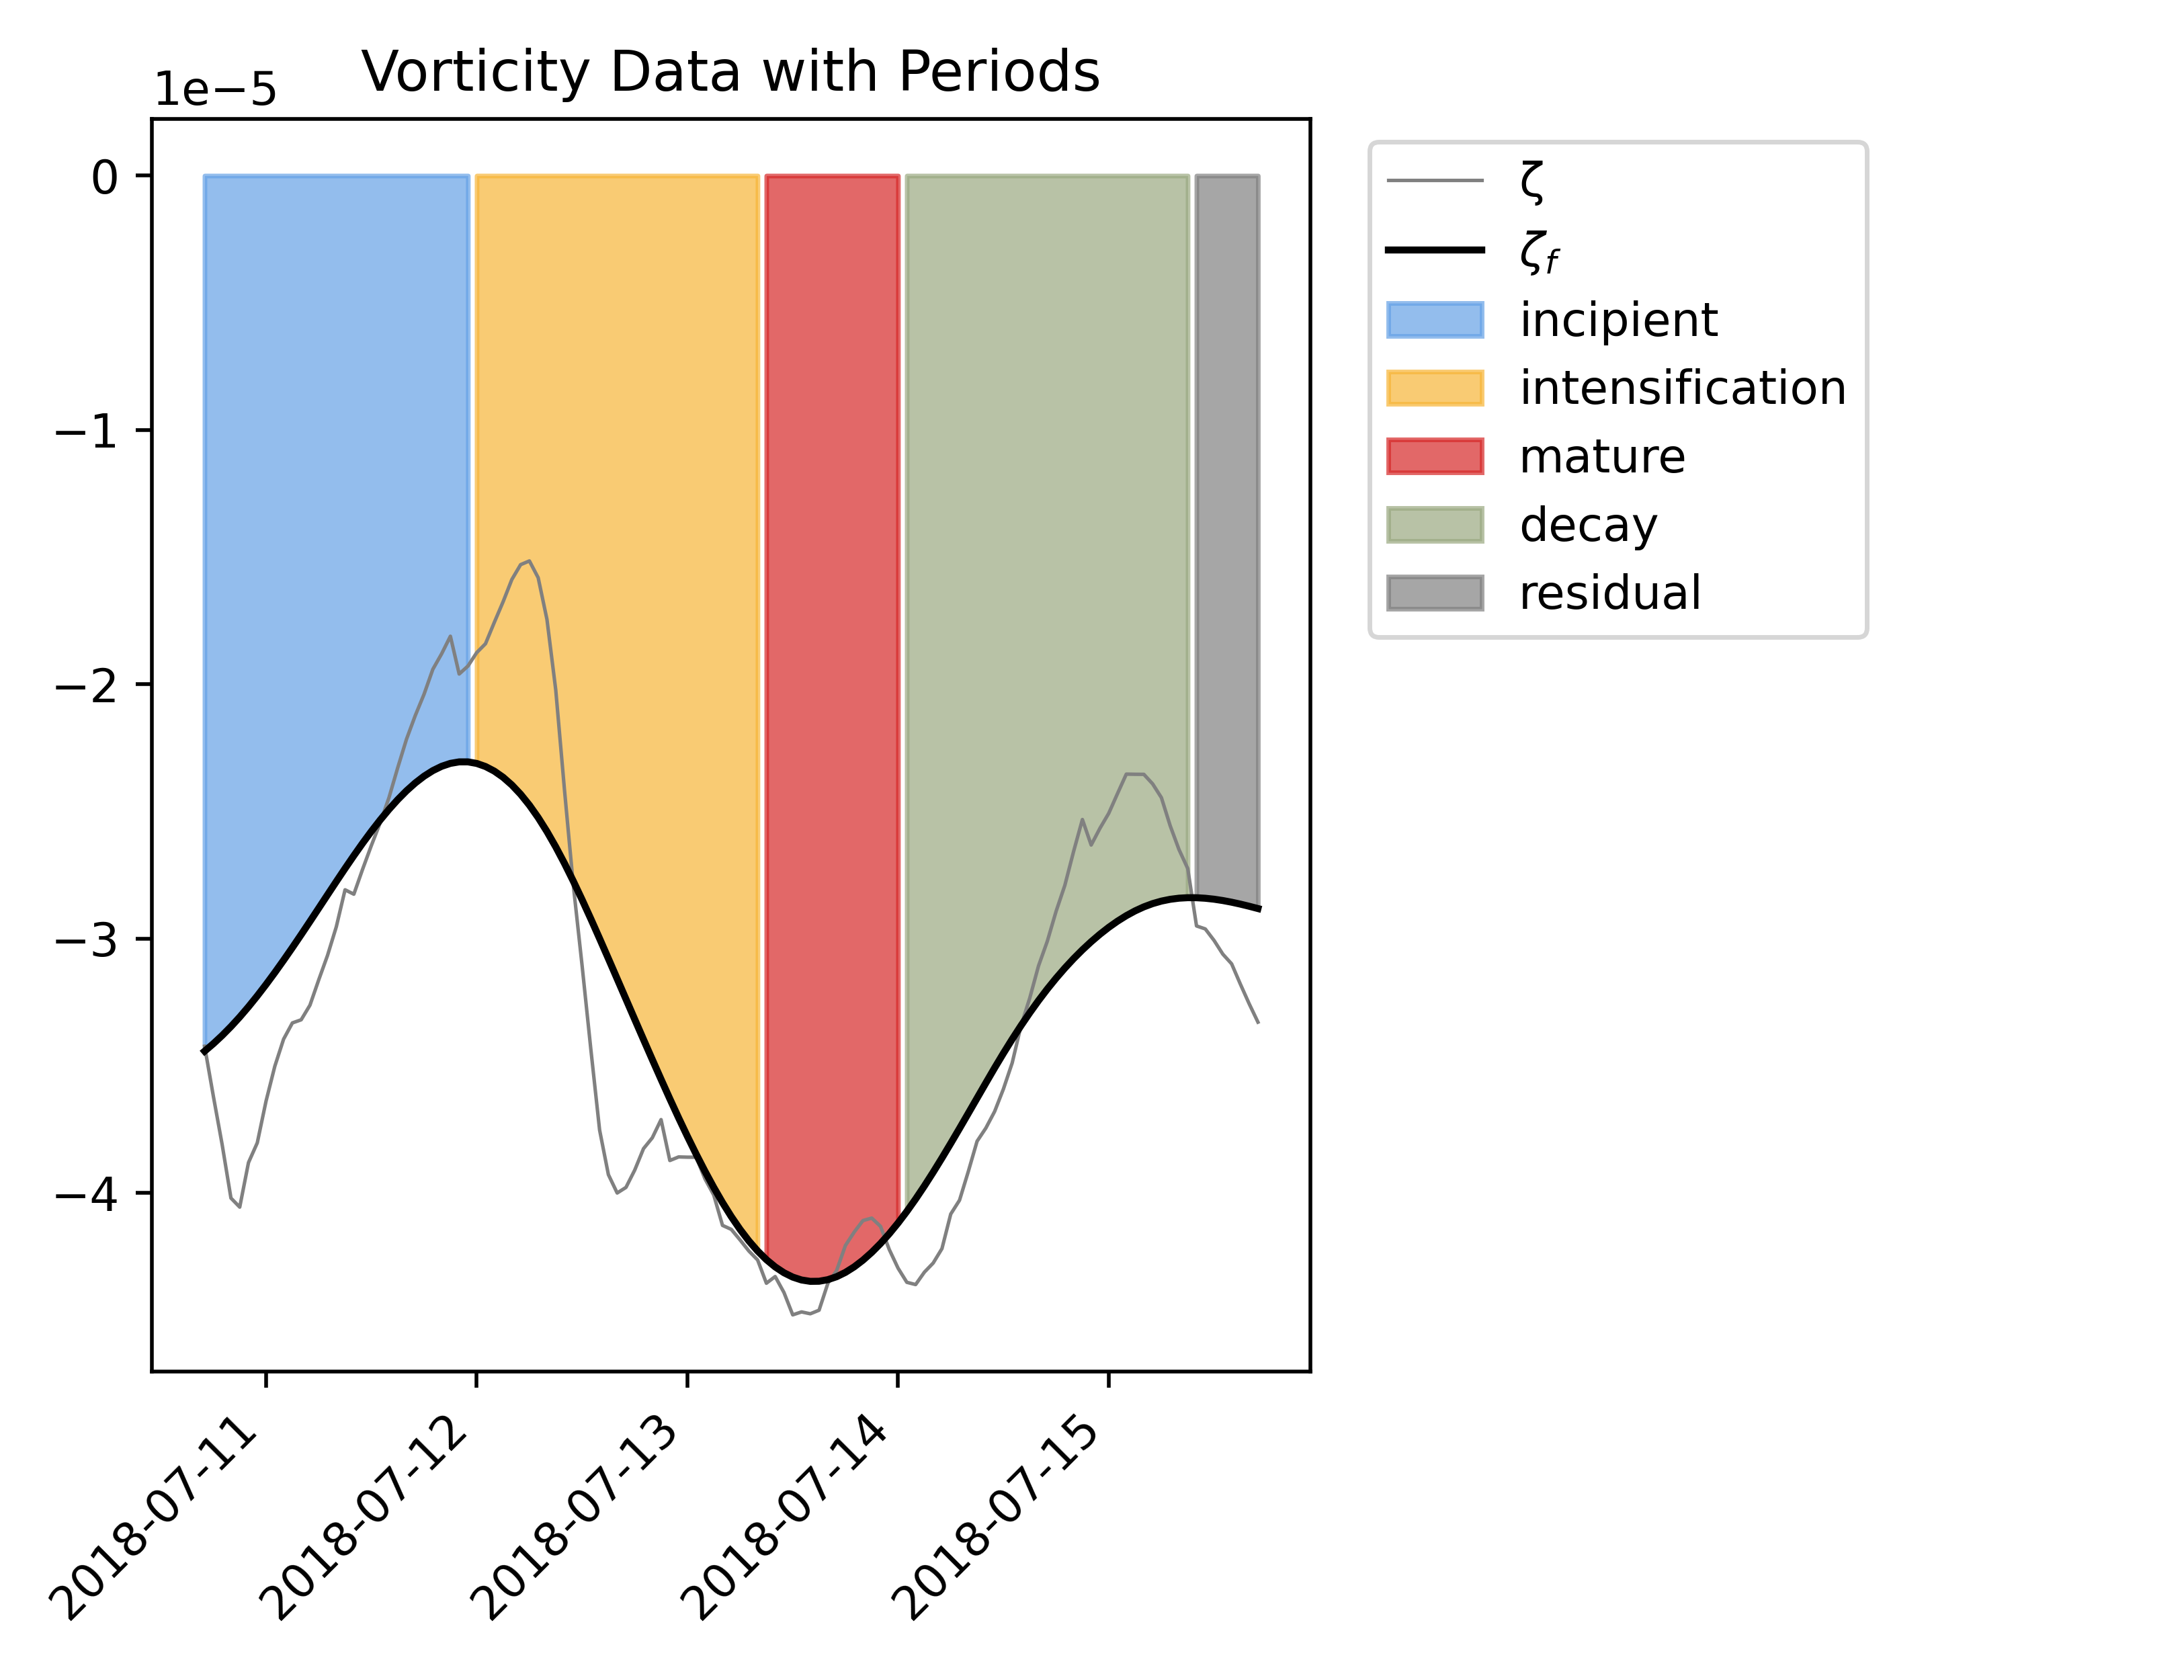 Vorticity Data with Periods
1e−5
0
−1
−2
−3
−4
2018-07-11
2018-07-12
2018-07-13
2018-07-14
2018-07-15
ζ
ζf
incipient
intensification
mature
decay
residual